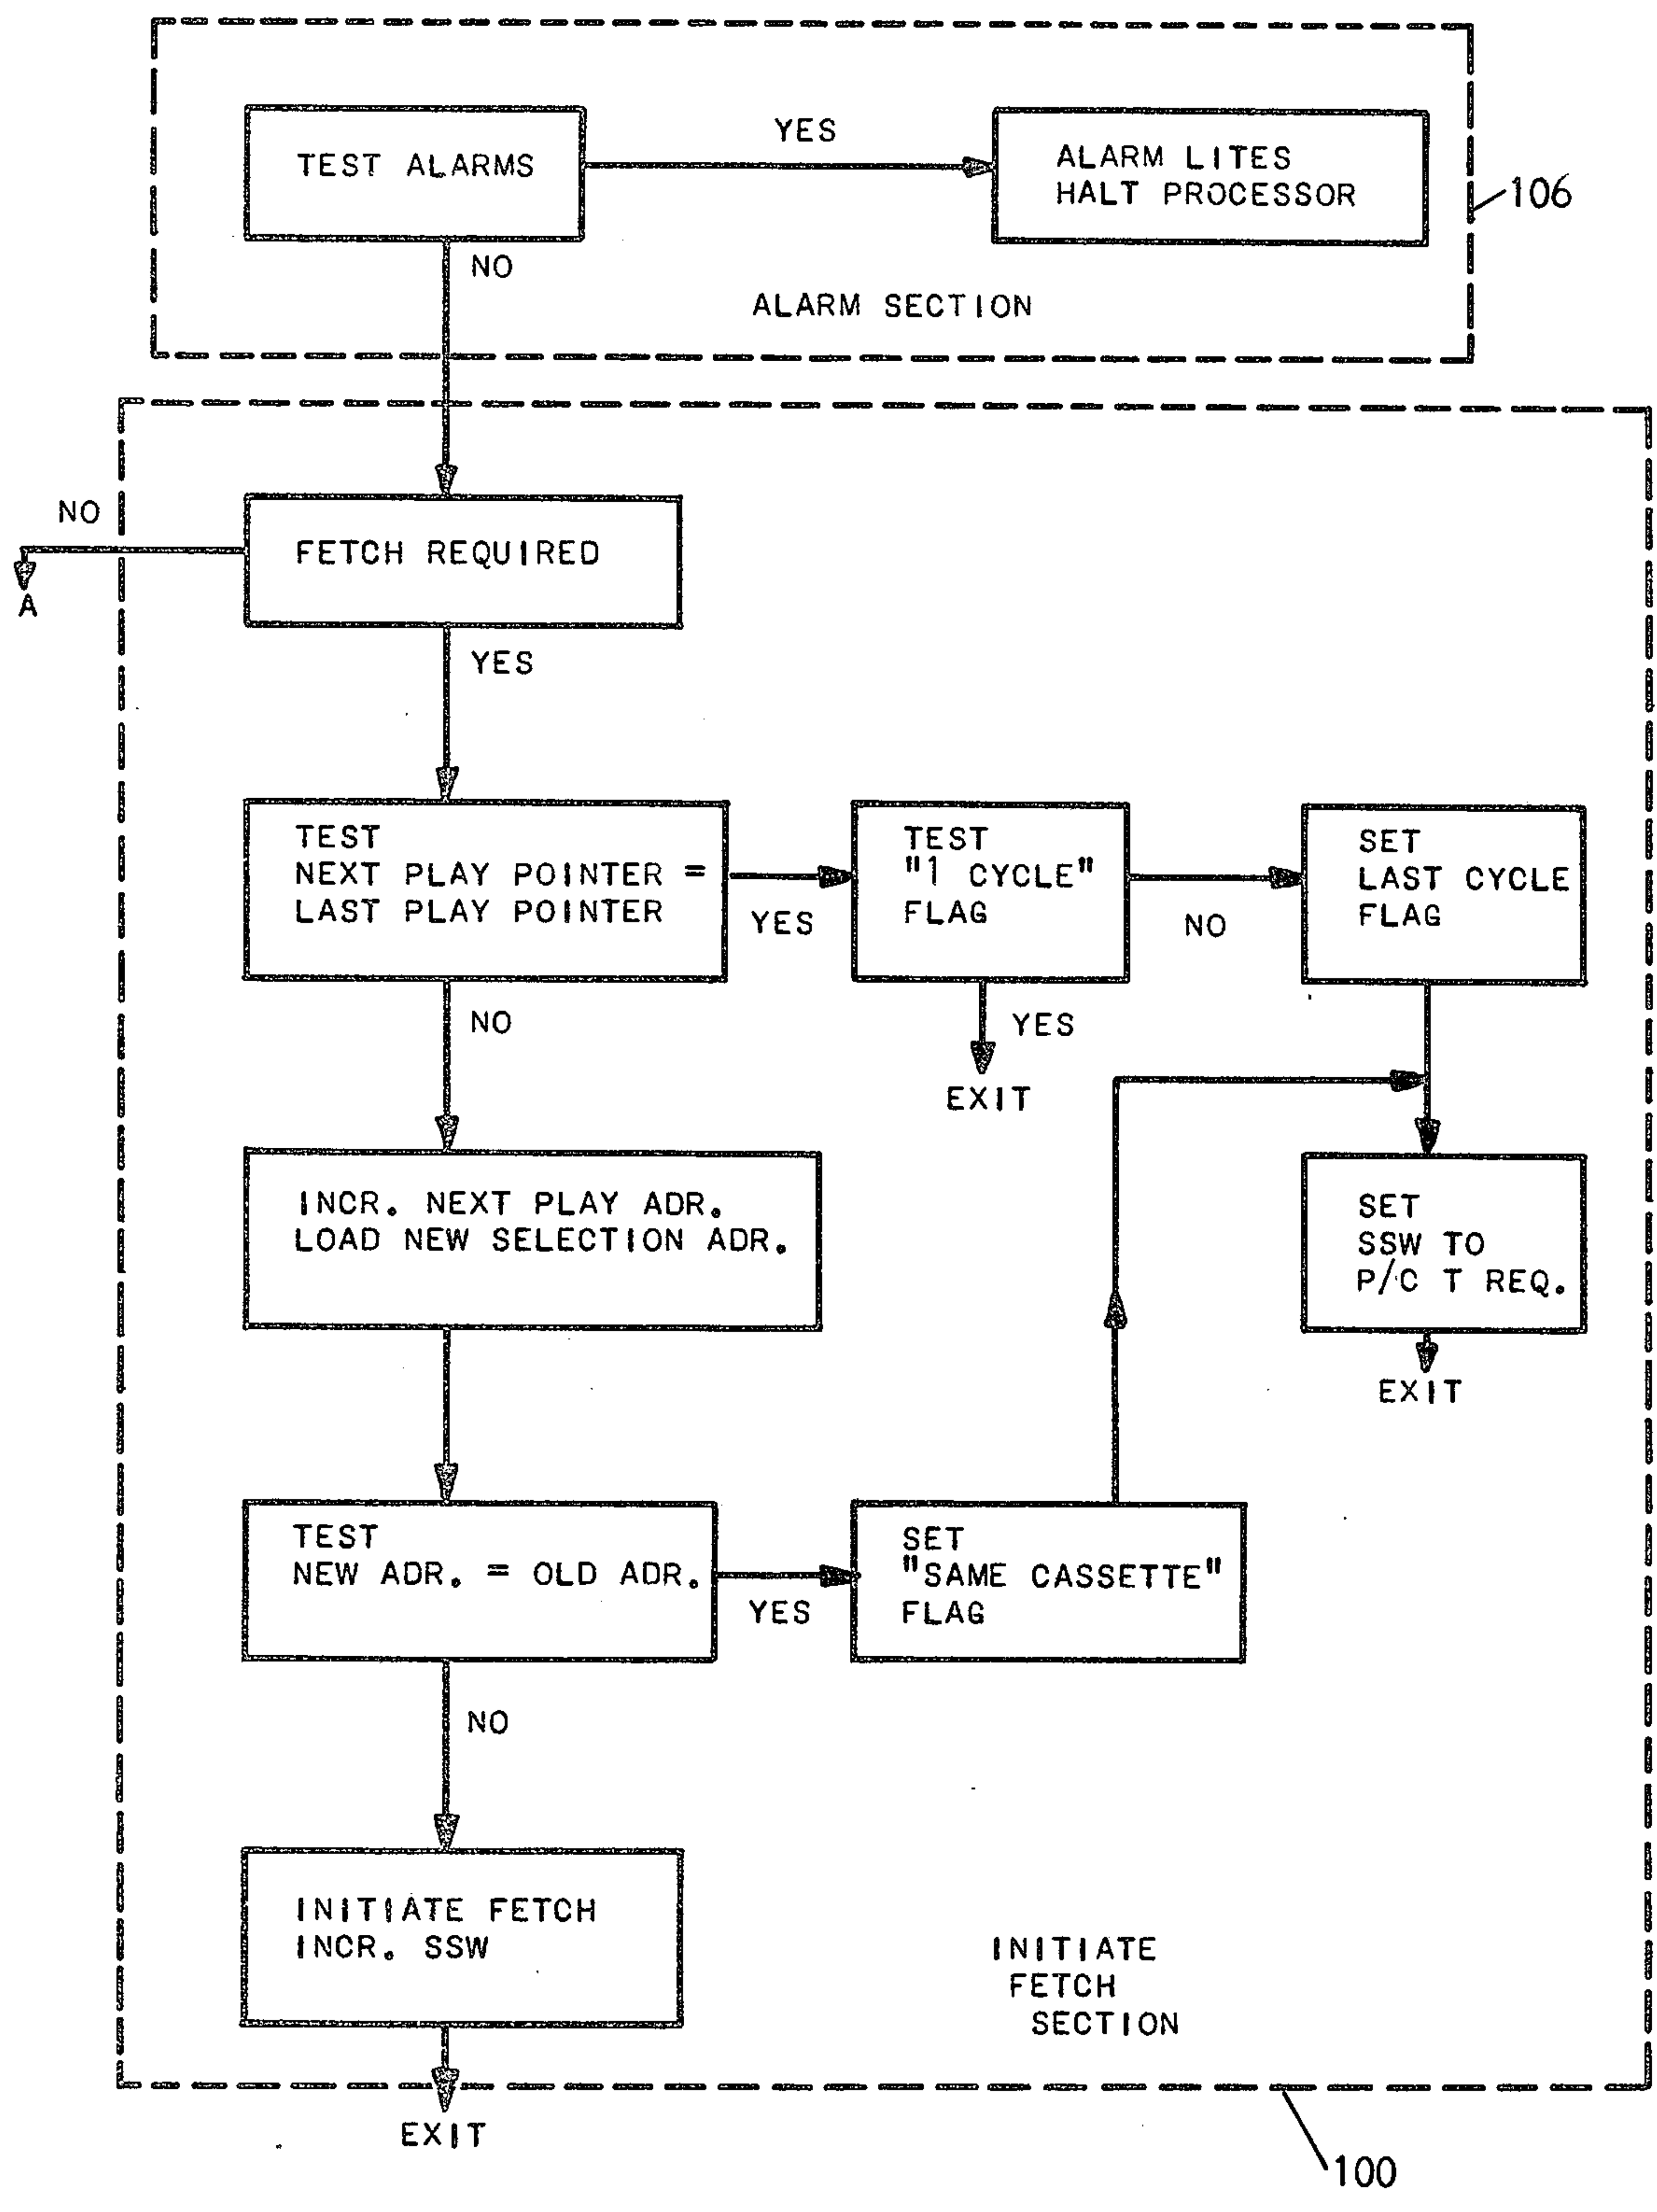 YES
TEST ALARMS
ALARM LITES
HALT PROCESSOR
106
NO
ALARM SECTION
NO
FETCH REQUIRED
A
YES
TEST
NEXT PLAY POINTER =
LAST PLAY POINTER
YES
TEST
"1 CYCLE"
FLAG
NO
SET
LAST CYCLE
FLAG
NO
YES
EXIT
INCR. NEXT PLAY ADR.
LOAD NEW SELECTION ADR.
SET
SSW TO
P/C T REQ.
EXIT
TEST
NEW ADR. = OLD ADR.
YES
SET
"SAME CASSETTE"
FLAG
NO
INITIATE FETCH
INCR. SSW
INITIATE
FETCH
SECTION
EXIT
100